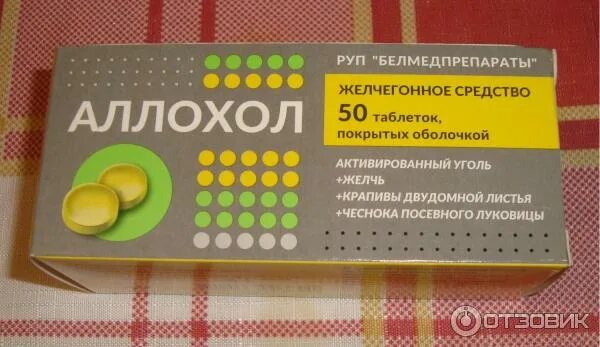 РУП "БЕЛМЕДПРЕПАРАТЫ"
АЛЛОХОЛ
ЖЕЛЧЕГОННОЕ СРЕДСТВО
50 таблеток,
покрытых оболочкой
АКТИВИРОВАННЫЙ УГОЛЬ
+ЖЕЛЧЬ
+КРАПИВЫ ДВУДОМНОЙ ЛИСТЬЯ
+ЧЕСНОКА ПОСЕВНОГО ЛУКОВИЦЫ
ОТЗОВИК